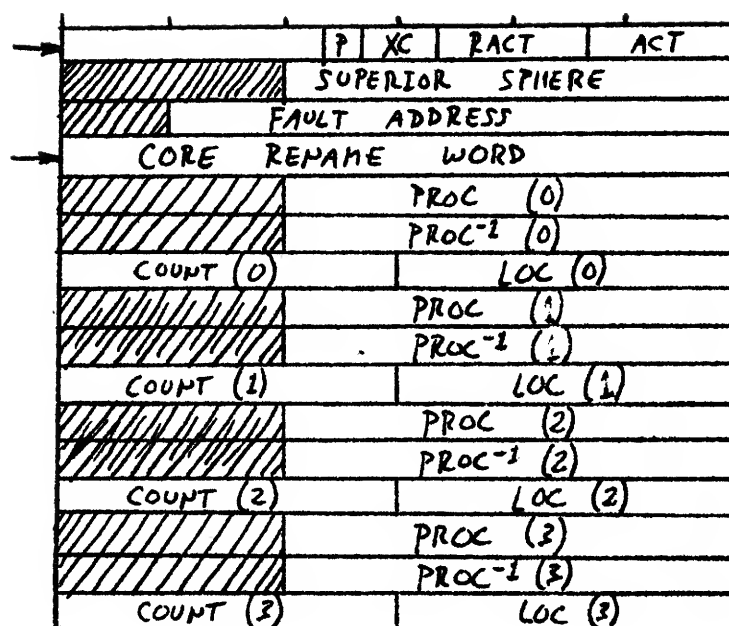 P XC RACT ACT
SUPERIOR SPHERE
FAULT ADDRESS
CORE RENAME WORD
PROC (0)
PROC⁻¹ (0)
COUNT (0) LOC (0)
PROC (1)
PROC⁻¹ (1)
COUNT (1) LOC (1)
PROC (2)
PROC⁻¹ (2)
COUNT (2) LOC (2)
PROC (3)
PROC⁻¹ (3)
COUNT (3) LOC (3)